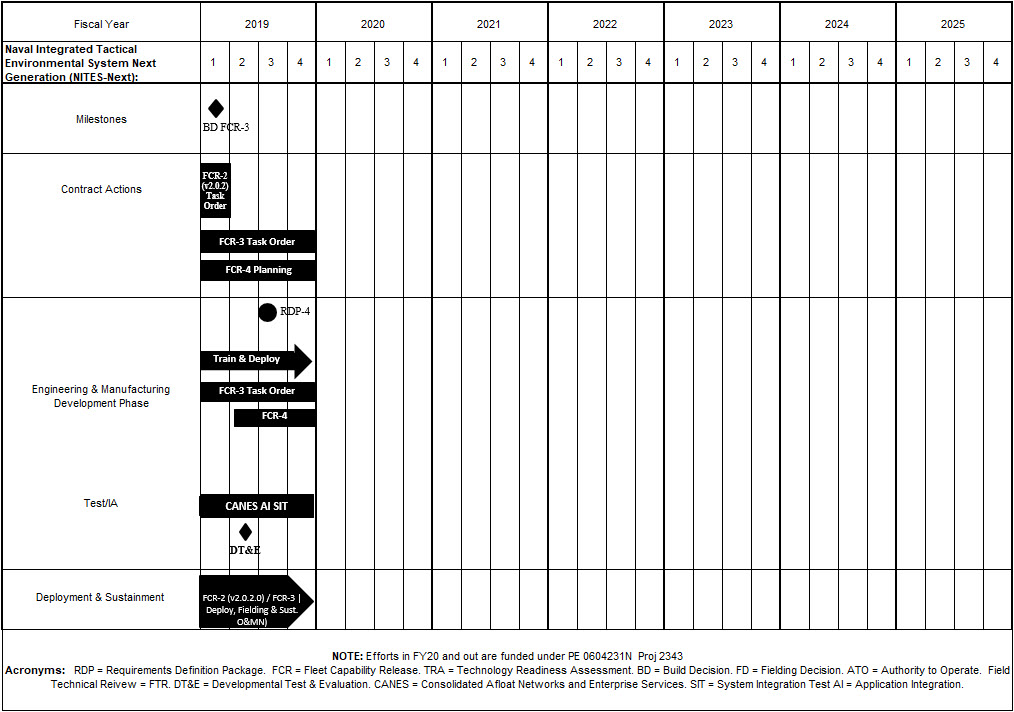 Fiscal Year 2019 2020 2021 2022 2023 2024 2025
Naval Integrated Tactical
Environmental System Next
Generation (NITES-Next):
1 2 3 4 1 2 3 4 1 2 3 4 1 2 3 4 1 2 3 4 1 2 3 4 1 2 3 4
Milestones
BD FCR-3
Contract Actions
FCR-2
(v2.0.2)
Task
Order
FCR-3 Task Order
FCR-4 Planning
Engineering & Manufacturing
Development Phase
RDP-4
Train & Deploy
FCR-3 Task Order
FCR-4
Test/IA
CANES AI SIT
DT&E
Deployment & Sustainment
FCR-2 (v2.0.2.0) / FCR-3 |
Deploy, Fielding & Sust.
O&MN)
NOTE: Efforts in FY20 and out are funded under PE 0604231N Proj 2343
Acronyms: RDP = Requirements Definition Package. FCR = Fleet Capability Release. TRA = Technology Readiness Assessment. BD = Build Decision. FD = Fielding Decision. ATO = Authority to Operate. Field
Technical Reivew = FTR. DT&E = Developmental Test & Evaluation. CANES = Consolidated Afloat Networks and Enterprise Services. SIT = System Integration Test AI = Application Integration.